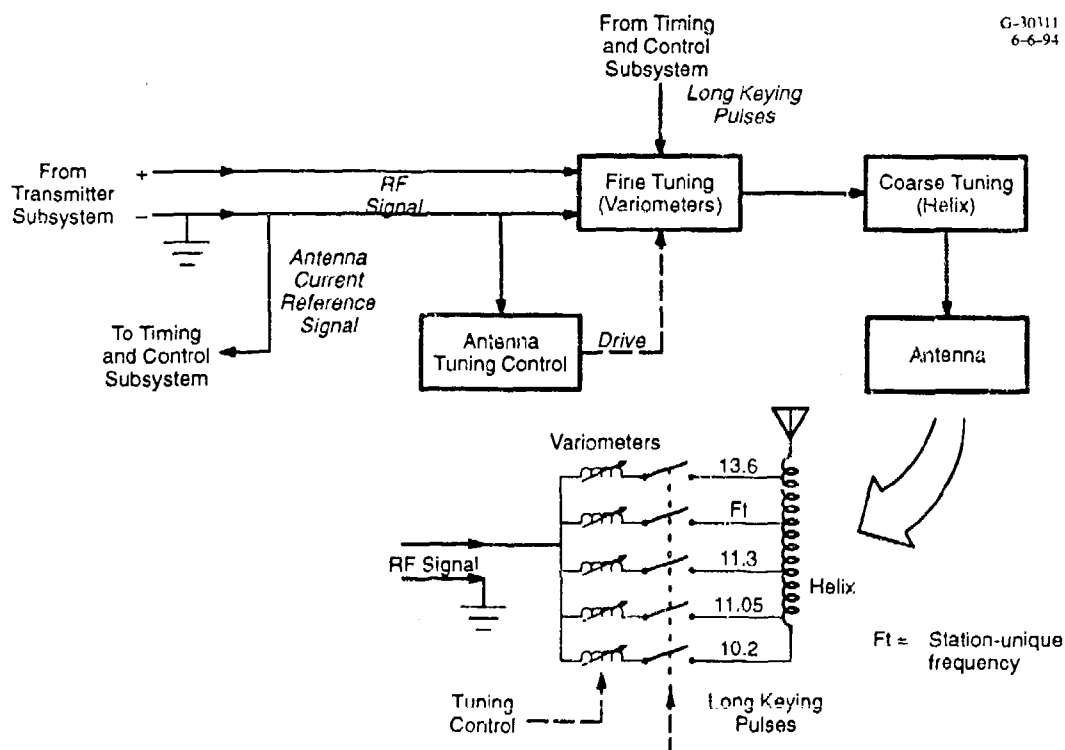 G-30311
6-6-94
From Timing
and Control
Subsystem
Long Keying
Pulses
From
Transmitter
Subsystem
+
–
RF
Signal
Fine Tuning
(Variometers)
Coarse Tuning
(Helix)
Antenna
Current
Reference
Signal
To Timing
and Control
Subsystem
Antenna
Tuning Control
Drive
Antenna
Variometers
13.6
Ft
11.3
11.05
10.2
RF Signal
Helix
Ft = Station-unique
frequency
Tuning
Control
Long Keying
Pulses